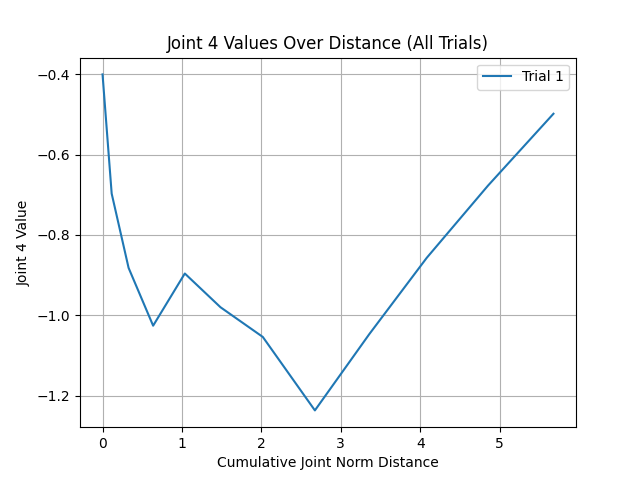 Joint 4 Values Over Distance (All Trials)
Trial 1
−0.4
−0.6
−0.8
−1.0
−1.2
Joint 4 Value
0 1 2 3 4 5
Cumulative Joint Norm Distance